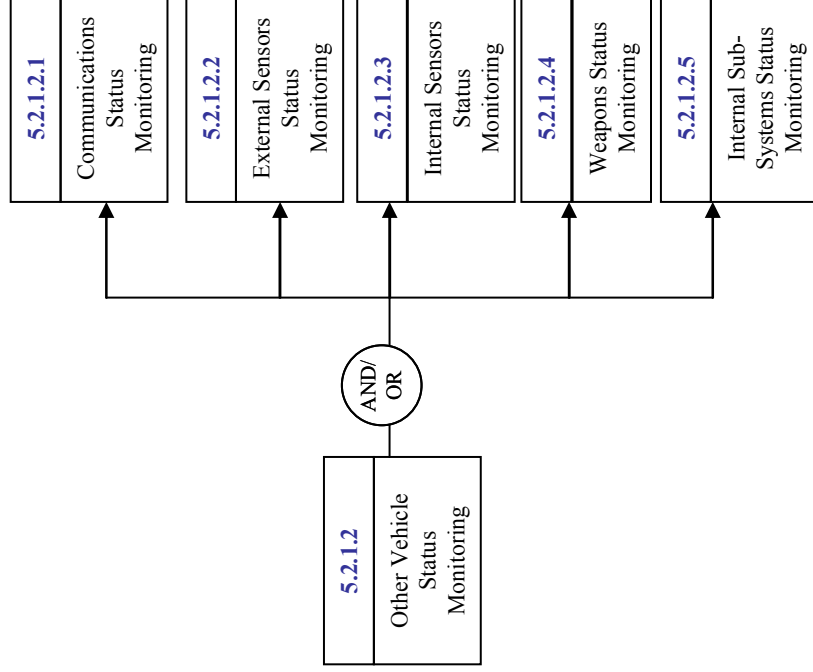 5.2.1.2
Other Vehicle
Status
Monitoring
AND/
OR
5.2.1.2.1
Communications
Status
Monitoring
5.2.1.2.2
External Sensors
Status
Monitoring
5.2.1.2.3
Internal Sensors
Status
Monitoring
5.2.1.2.4
Weapons Status
Monitoring
5.2.1.2.5
Internal Sub-
Systems Status
Monitoring